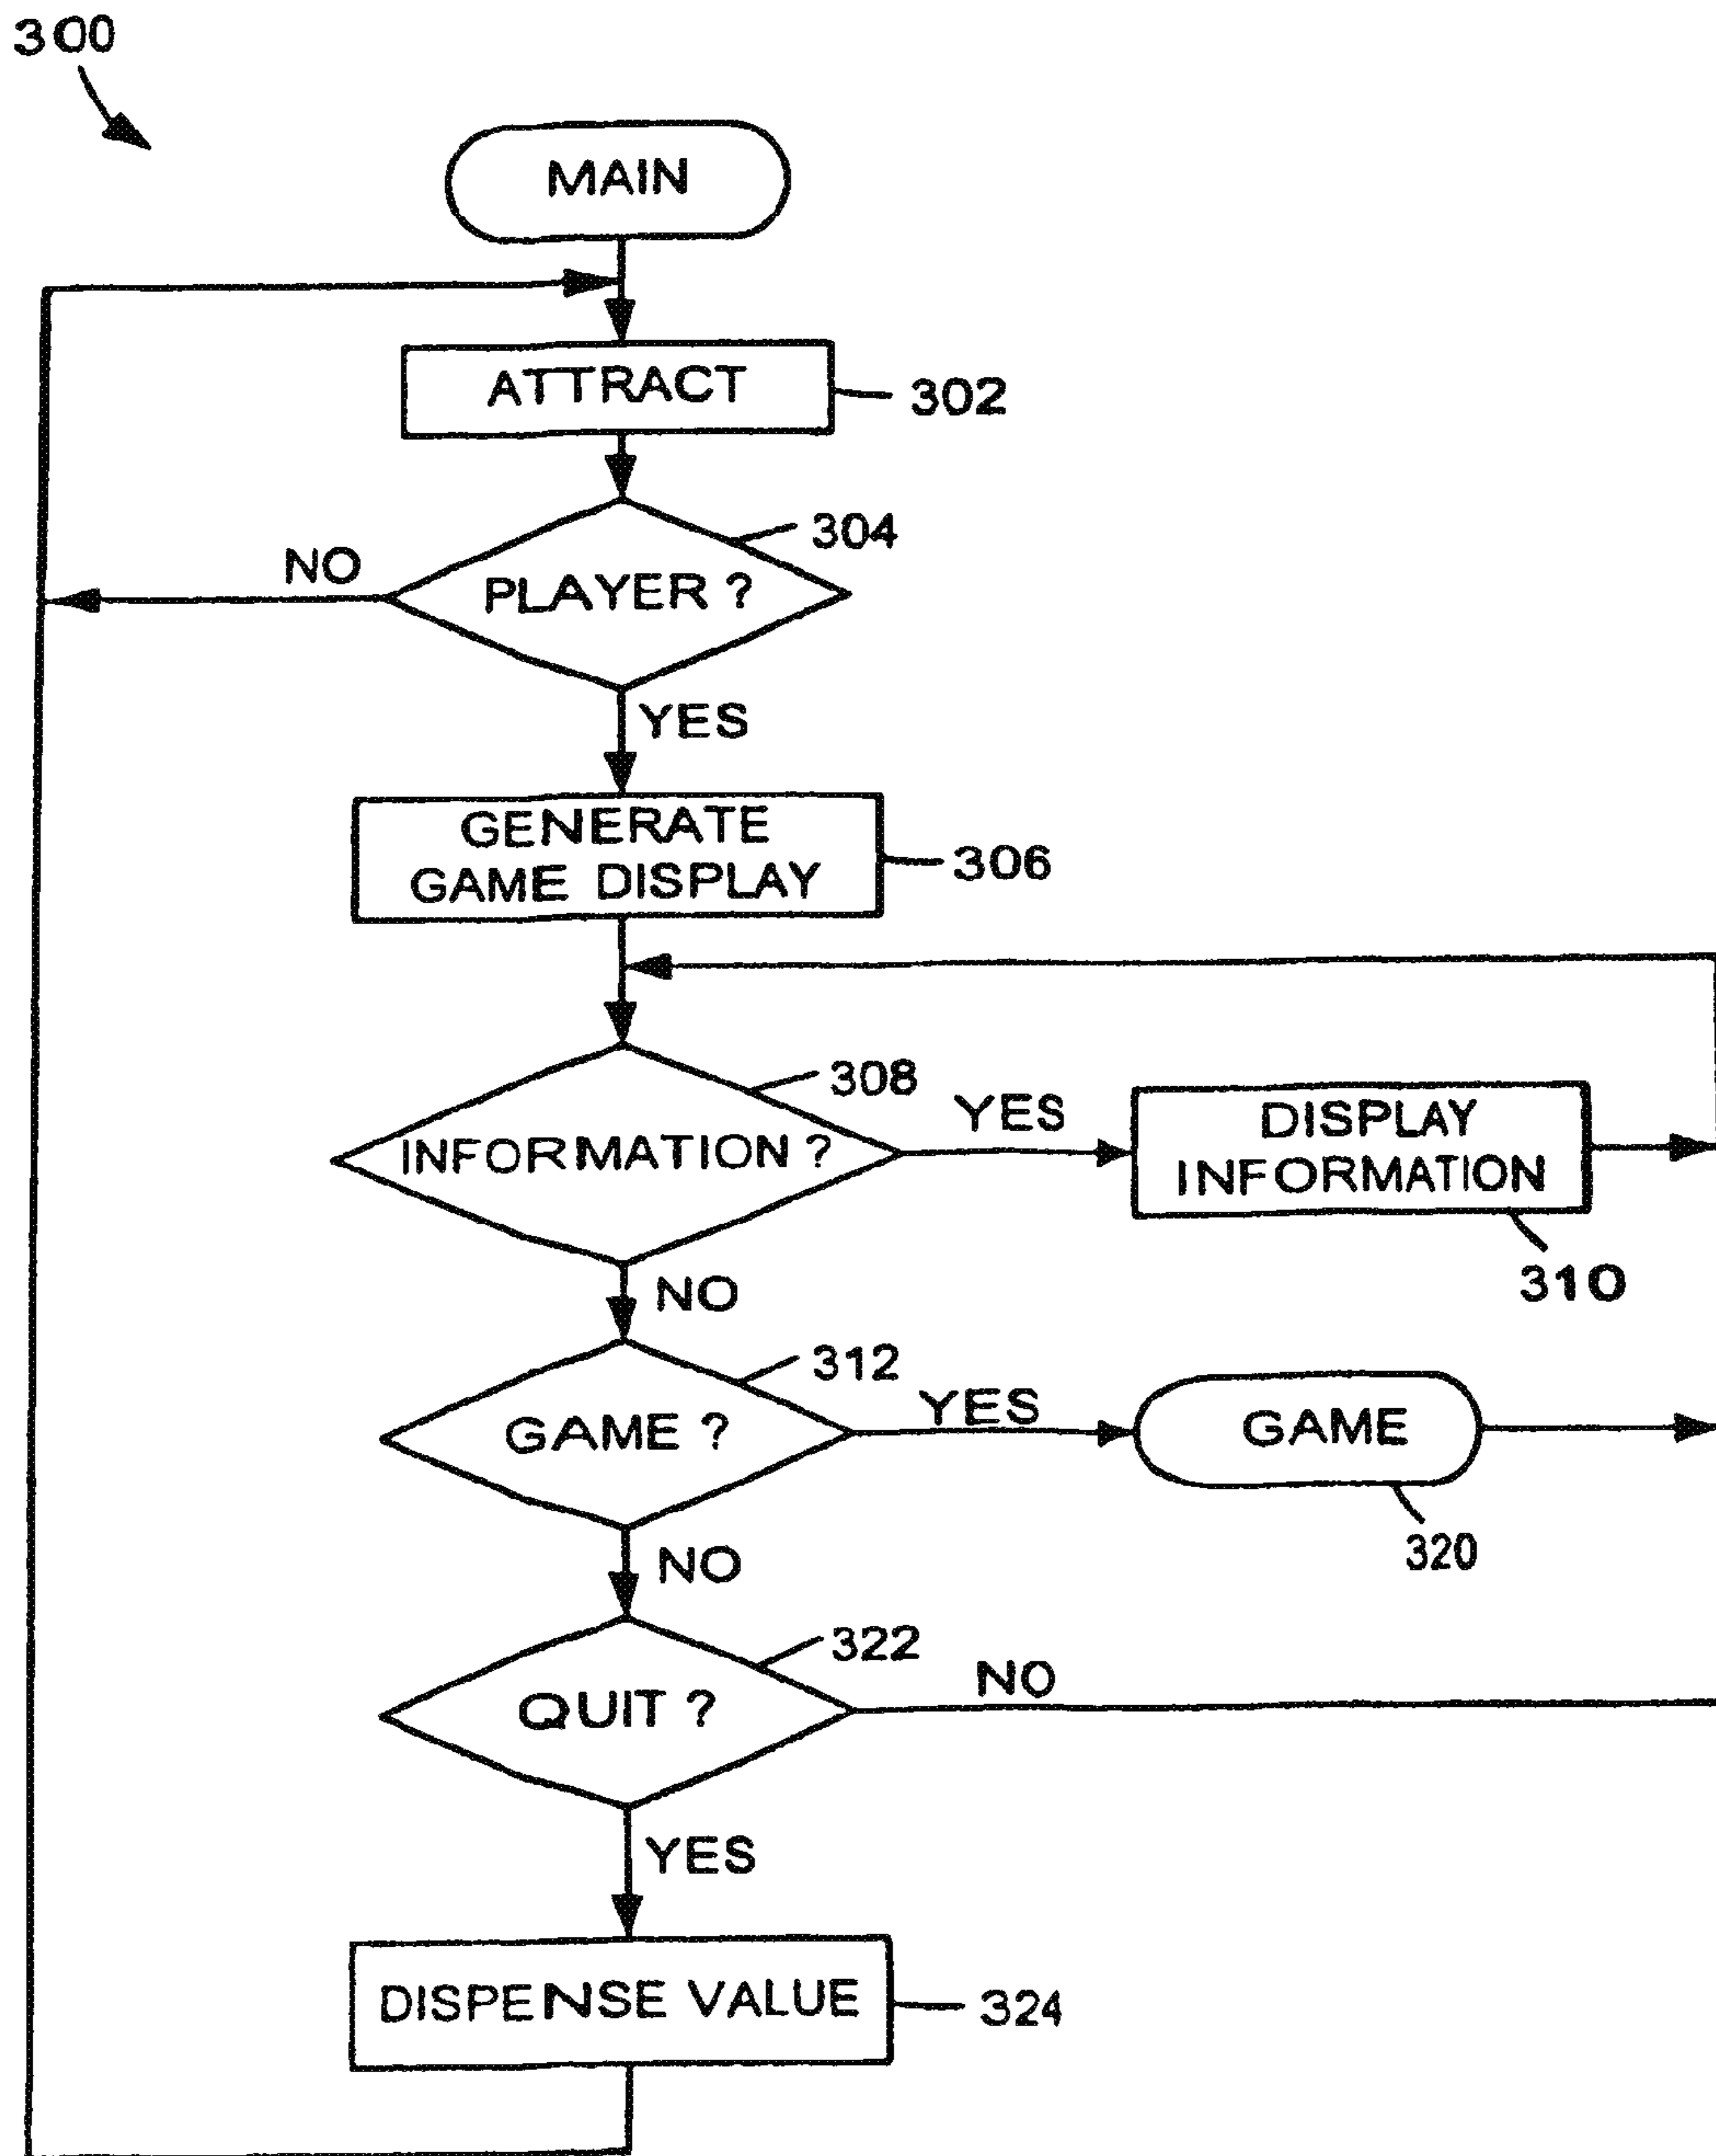 300
MAIN
ATTRACT
302
304
NO
PLAYER ?
YES
GENERATE
GAME DISPLAY
306
308
INFORMATION ?
YES
DISPLAY
INFORMATION
310
NO
312
GAME ?
YES
GAME
320
NO
322
QUIT ?
NO
YES
DISPENSE VALUE
324